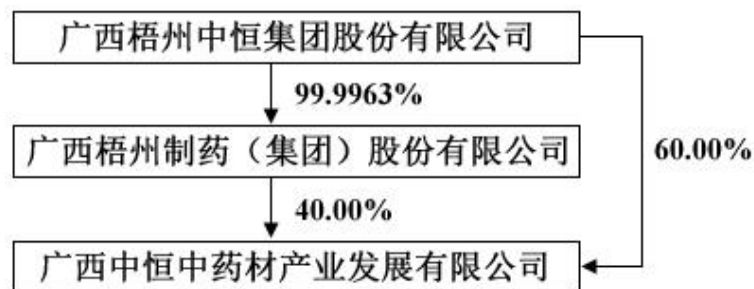 广西梧州中恒集团股份有限公司
99.9963%
广西梧州制药（集团）股份有限公司
60.00%
40.00%
广西中恒中药材产业发展有限公司